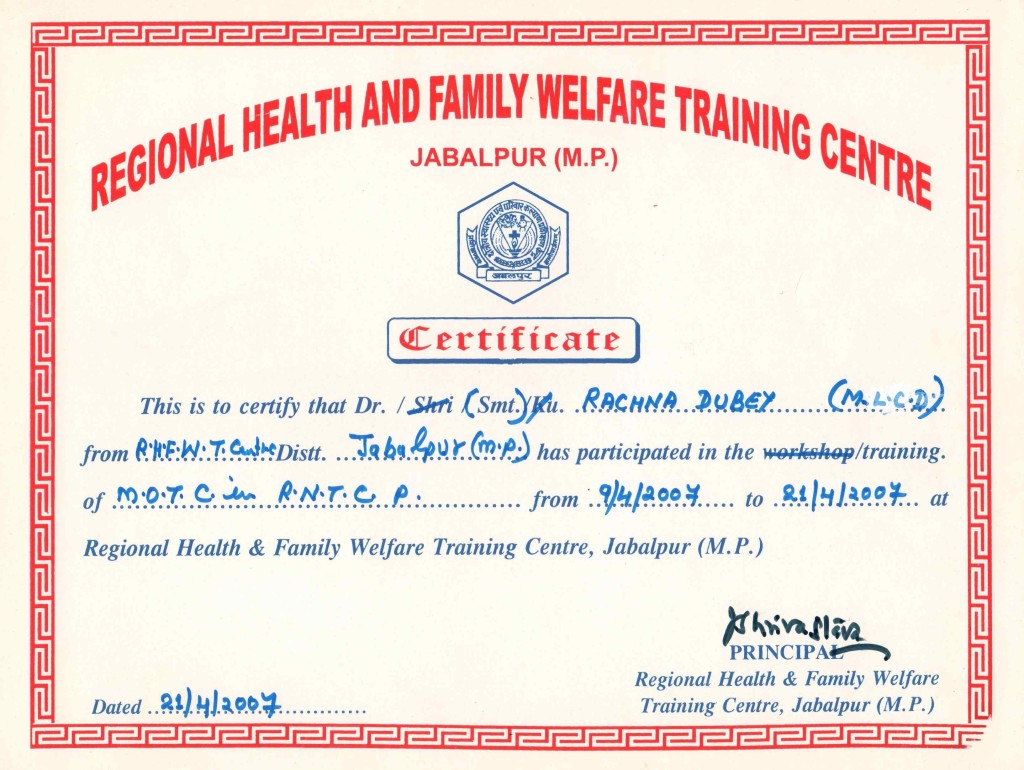 REGIONAL HEALTH AND FAMILY WELFARE TRAINING CENTRE
JABALPUR (M.P.)
जबलपुर
Certificate
This is to certify that Dr. / Shri / (Smt.)/Ku. RACHNA DUBEY (M.L.C.D.)
from R.H.F.W.T. Centre Distt. Jabalpur (M.P.) has participated in the workshop/training.
of M.O.T.C in R.N.T.C.P. from 9/4/2007 to 21/4/2007 at
Regional Health & Family Welfare Training Centre, Jabalpur (M.P.)
Shrivastava
PRINCIPAL
Regional Health & Family Welfare
Dated 21/4/2007 Training Centre, Jabalpur (M.P.)